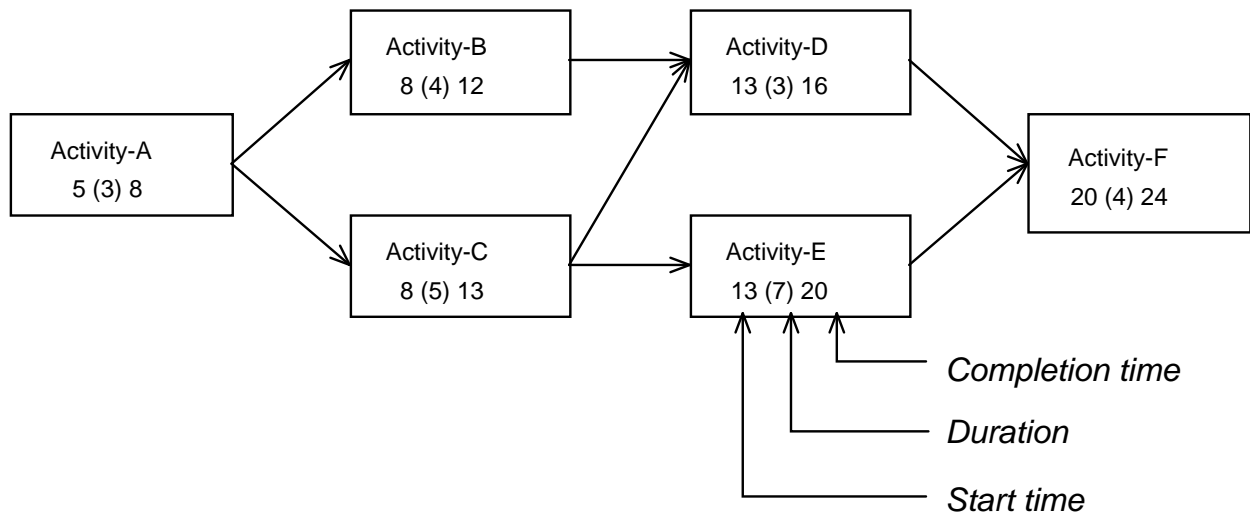 Activity-A
5 (3) 8
Activity-B
8 (4) 12
Activity-C
8 (5) 13
Activity-D
13 (3) 16
Activity-E
13 (7) 20
Activity-F
20 (4) 24
Completion time
Duration
Start time